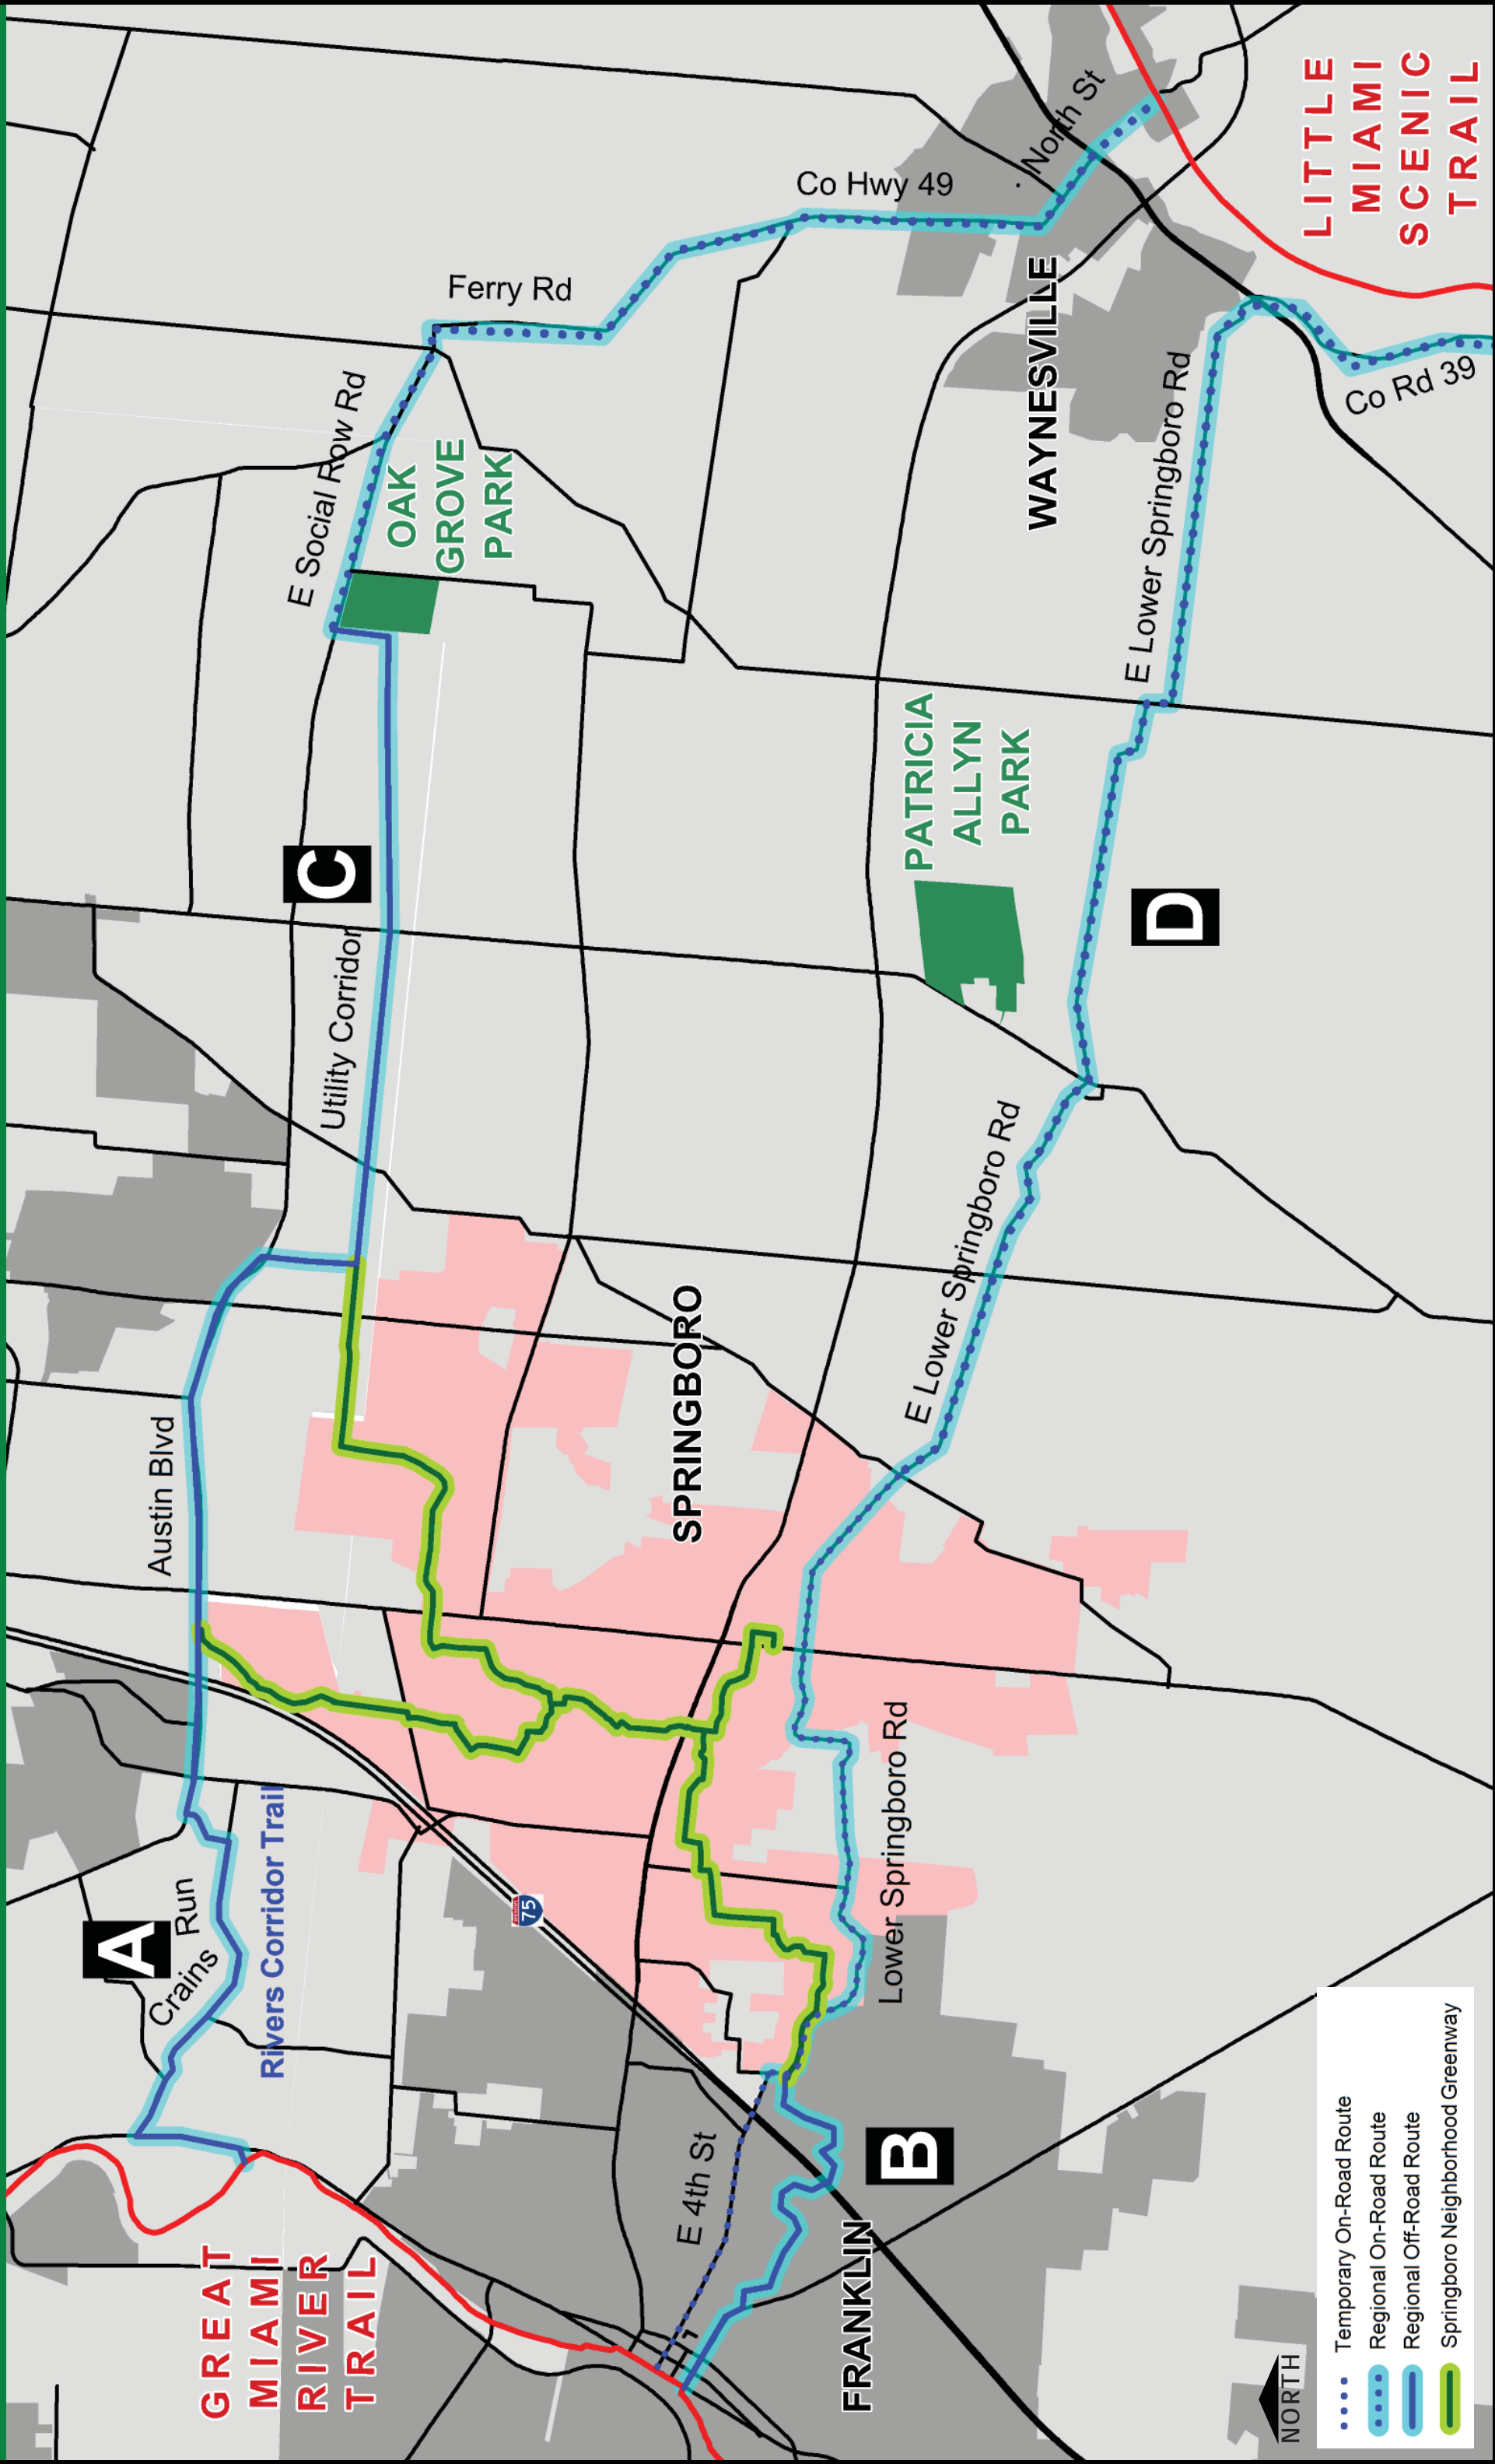 LITTLE
MIAMI
SCENIC
TRAIL
North St
Co Hwy 49
Ferry Rd
E Social Row Rd
OAK
GROVE
PARK
WAYNESVILLE
Co Rd 39
E Lower Springboro Rd
PATRICIA
ALLYN
PARK
C
D
Utility Corridor
E Lower Springboro Rd
SPRINGBORO
Austin Blvd
Lower Springboro Rd
A
Crains Run
Rivers Corridor Trail
75
E 4th St
B
FRANKLIN
GREAT
MIAMI
RIVER
TRAIL
NORTH
Temporary On-Road Route
Regional On-Road Route
Regional Off-Road Route
Springboro Neighborhood Greenway